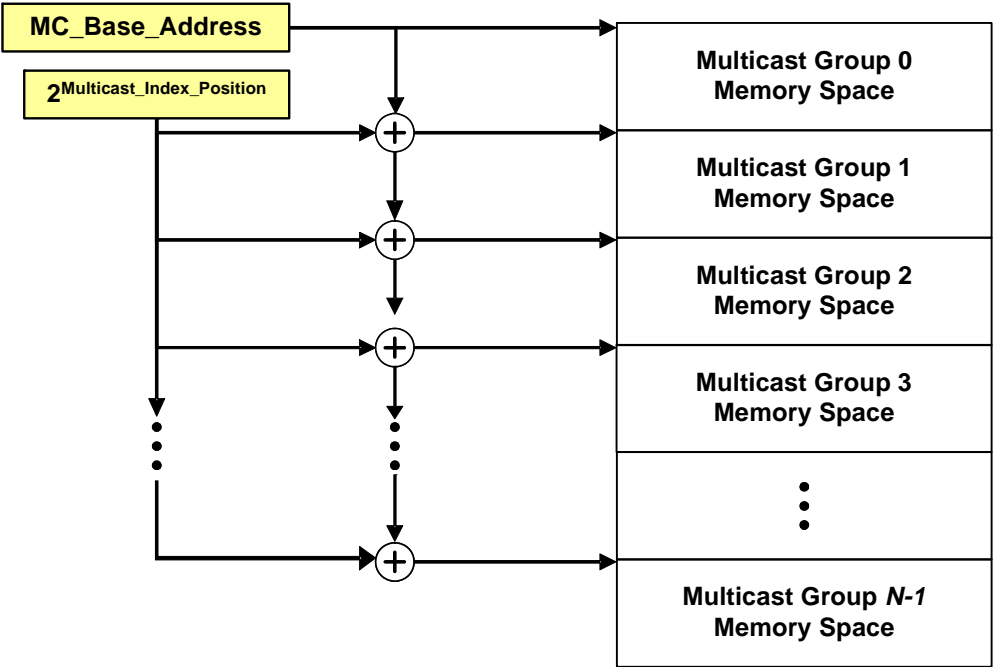 MC_Base_Address
2Multicast_Index_Position
Multicast Group 0
Memory Space
Multicast Group 1
Memory Space
Multicast Group 2
Memory Space
Multicast Group 3
Memory Space
Multicast Group N-1
Memory Space